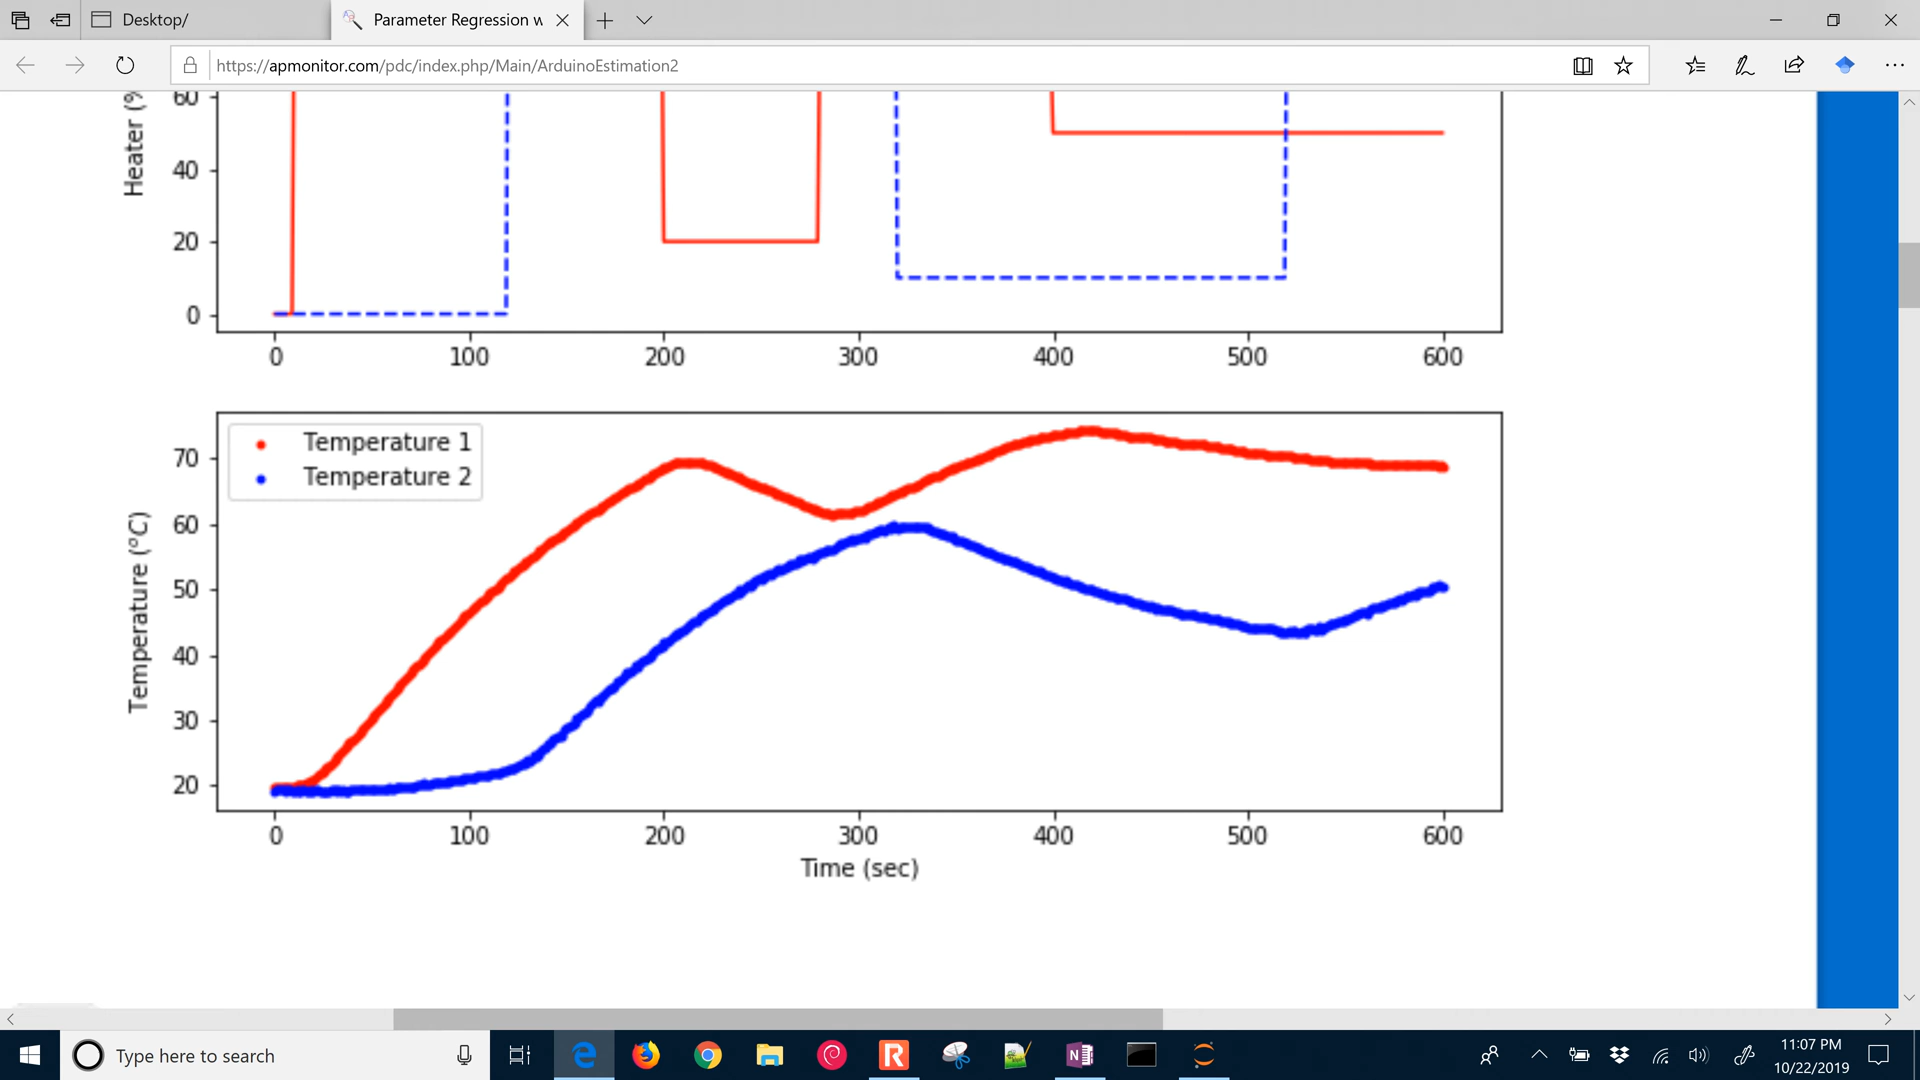 Desktop/
Parameter Regression w
https://apmonitor.com/pdc/index.php/Main/ArduinoEstimation2
Heater (%
60
40
20
0
0 100 200 300 400 500 600
Temperature 1
Temperature 2
Temperature (°C)
70
60
50
40
30
20
0 100 200 300 400 500 600
Time (sec)
Type here to search
11:07 PM
10/22/2019